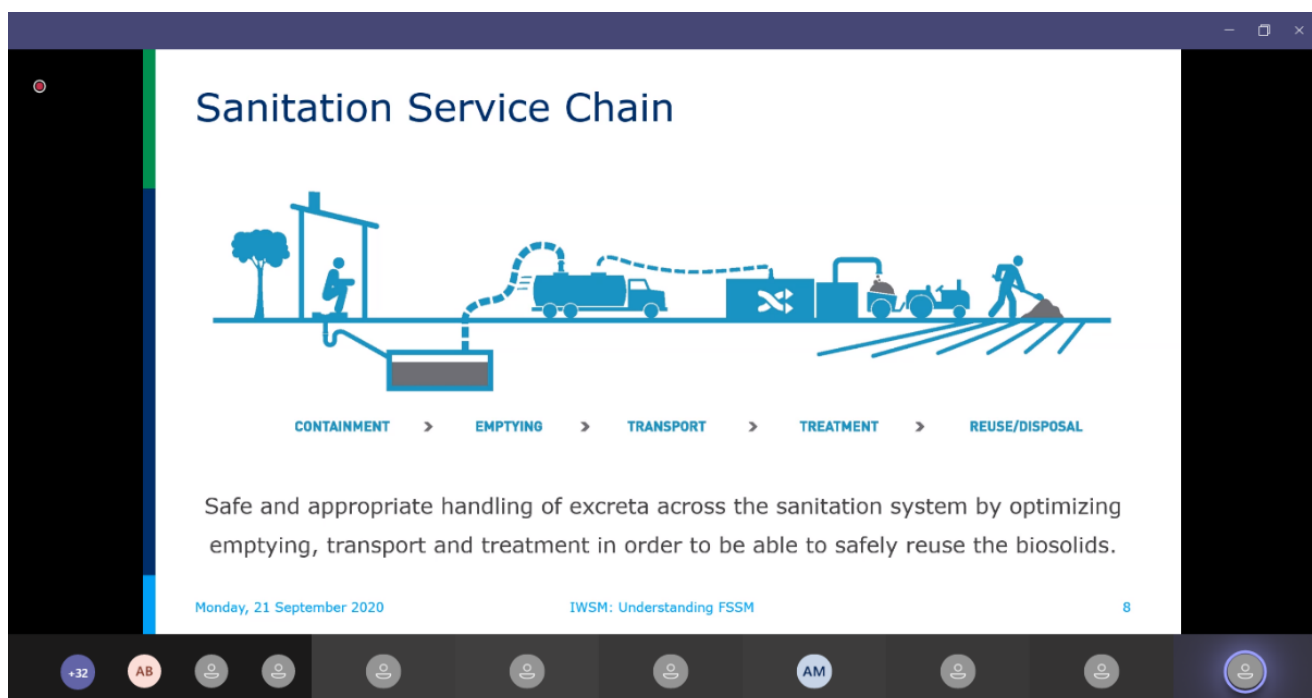 Sanitation Service Chain
CONTAINMENT > EMPTYING > TRANSPORT > TREATMENT > REUSE/DISPOSAL
Safe and appropriate handling of excreta across the sanitation system by optimizing
emptying, transport and treatment in order to be able to safely reuse the biosolids.
Monday, 21 September 2020 IWSM: Understanding FSSM 8
+32 AB AM